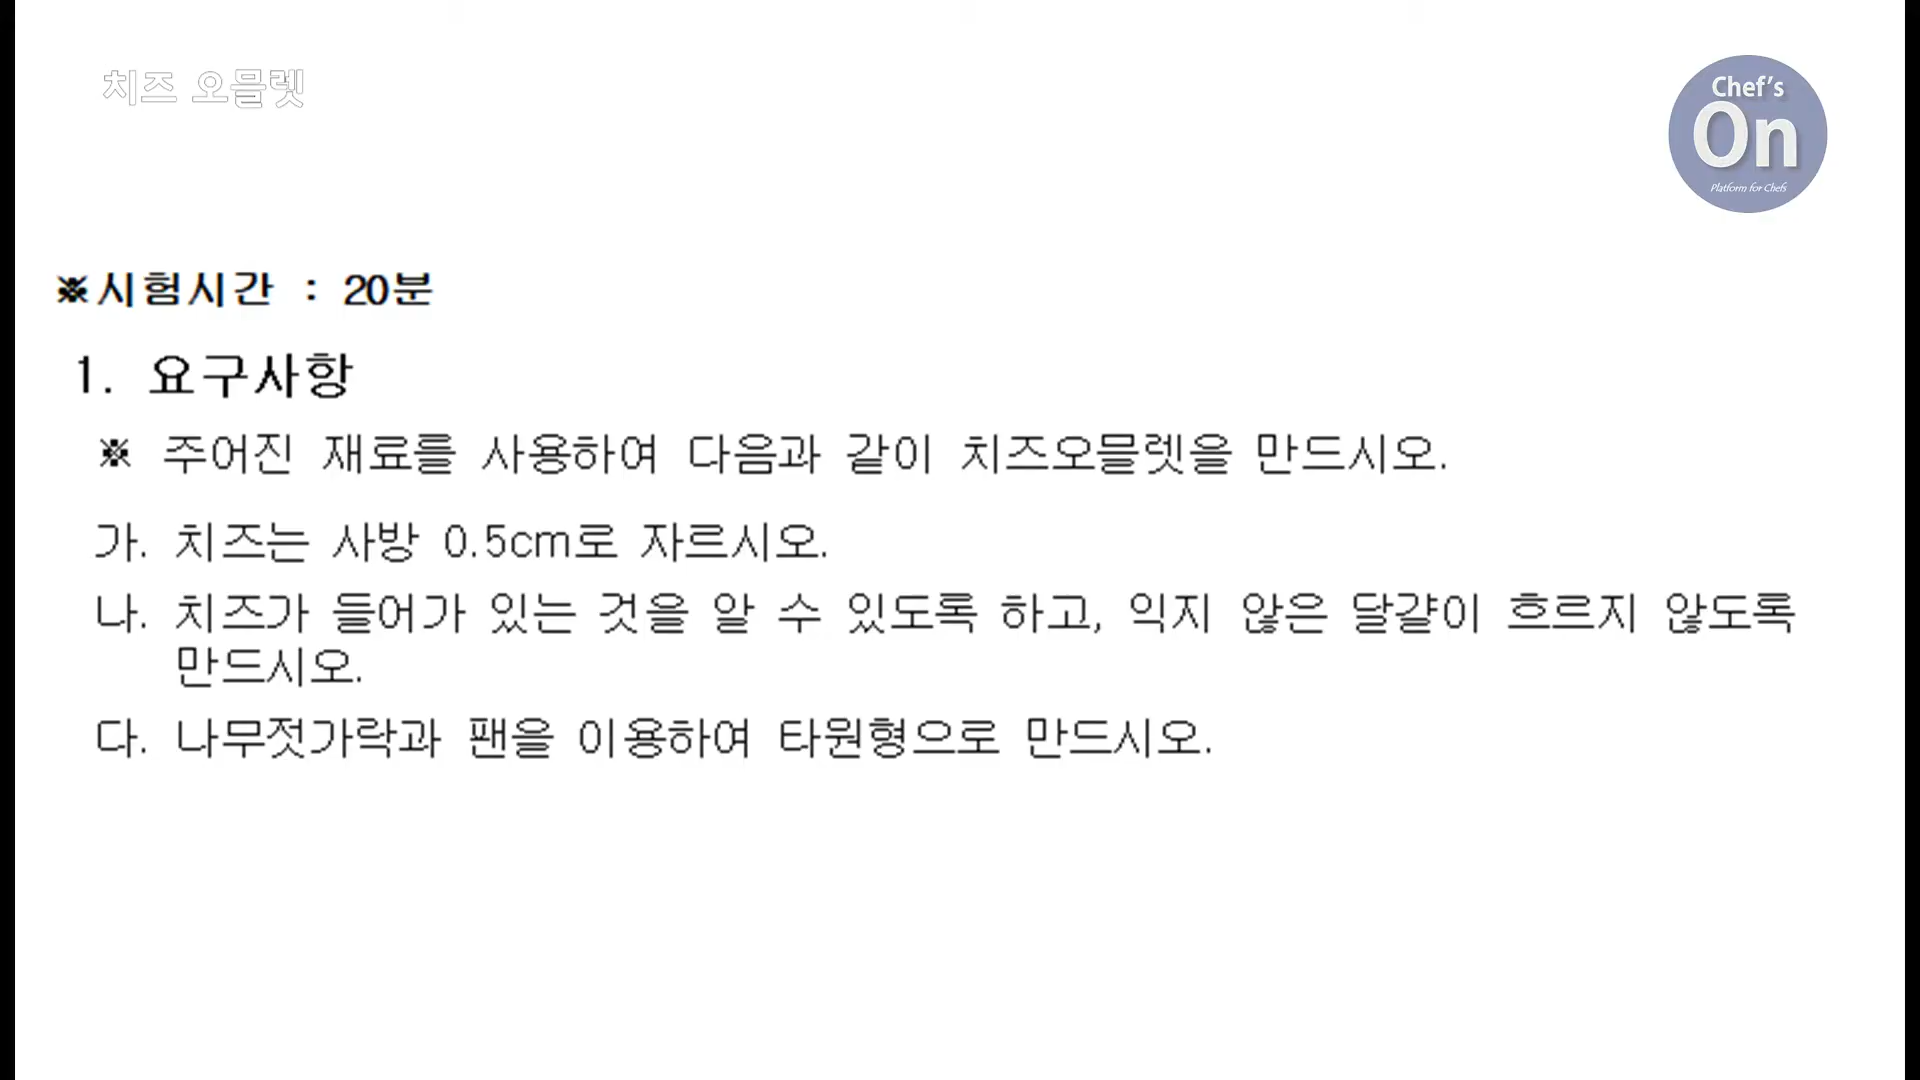 치즈 오믈렛
Chef's
On
Platform for Chefs
※시험시간 : 20분
1. 요구사항
※ 주어진 재료를 사용하여 다음과 같이 치즈오믈렛을 만드시오.
가. 치즈는 사방 0.5cm로 자르시오.
나. 치즈가 들어가 있는 것을 알 수 있도록 하고, 익지 않은 달걀이 흐르지 않도록
만드시오.
다. 나무젓가락과 팬을 이용하여 타원형으로 만드시오.